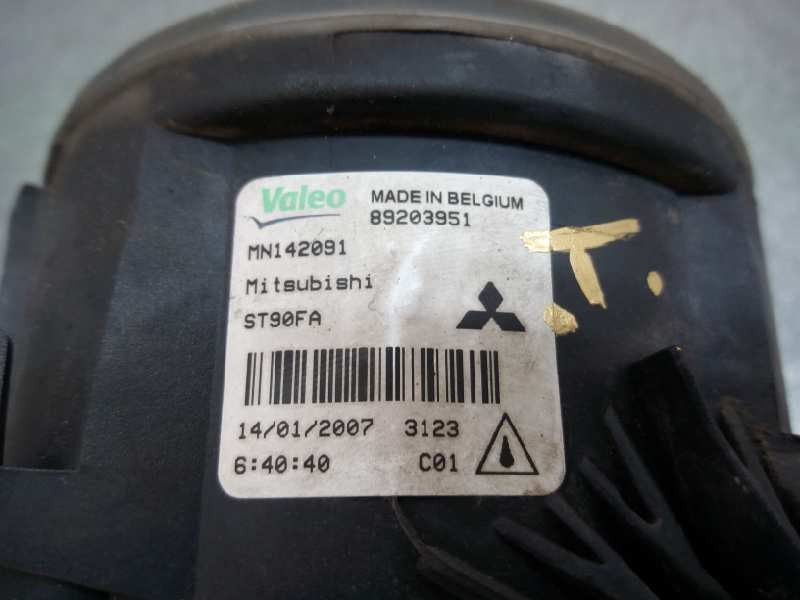 Valeo MADE IN BELGIUM
89203951
MN142091
Mitsubishi
ST90FA
14/01/2007 3123
6:40:40 C01
.T.